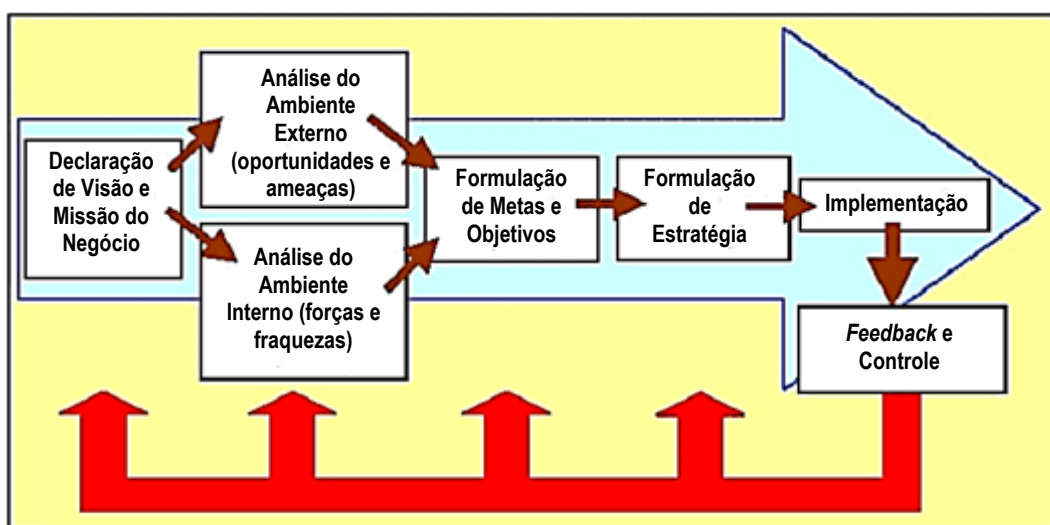 Declaração
de Visão e
Missão do
Negócio
Análise do
Ambiente
Externo
(oportunidades e
ameaças)
Análise do
Ambiente
Interno (forças e
fraquezas)
Formulação
de Metas e
Objetivos
Formulação
de
Estratégia
Implementação
Feedback e
Controle